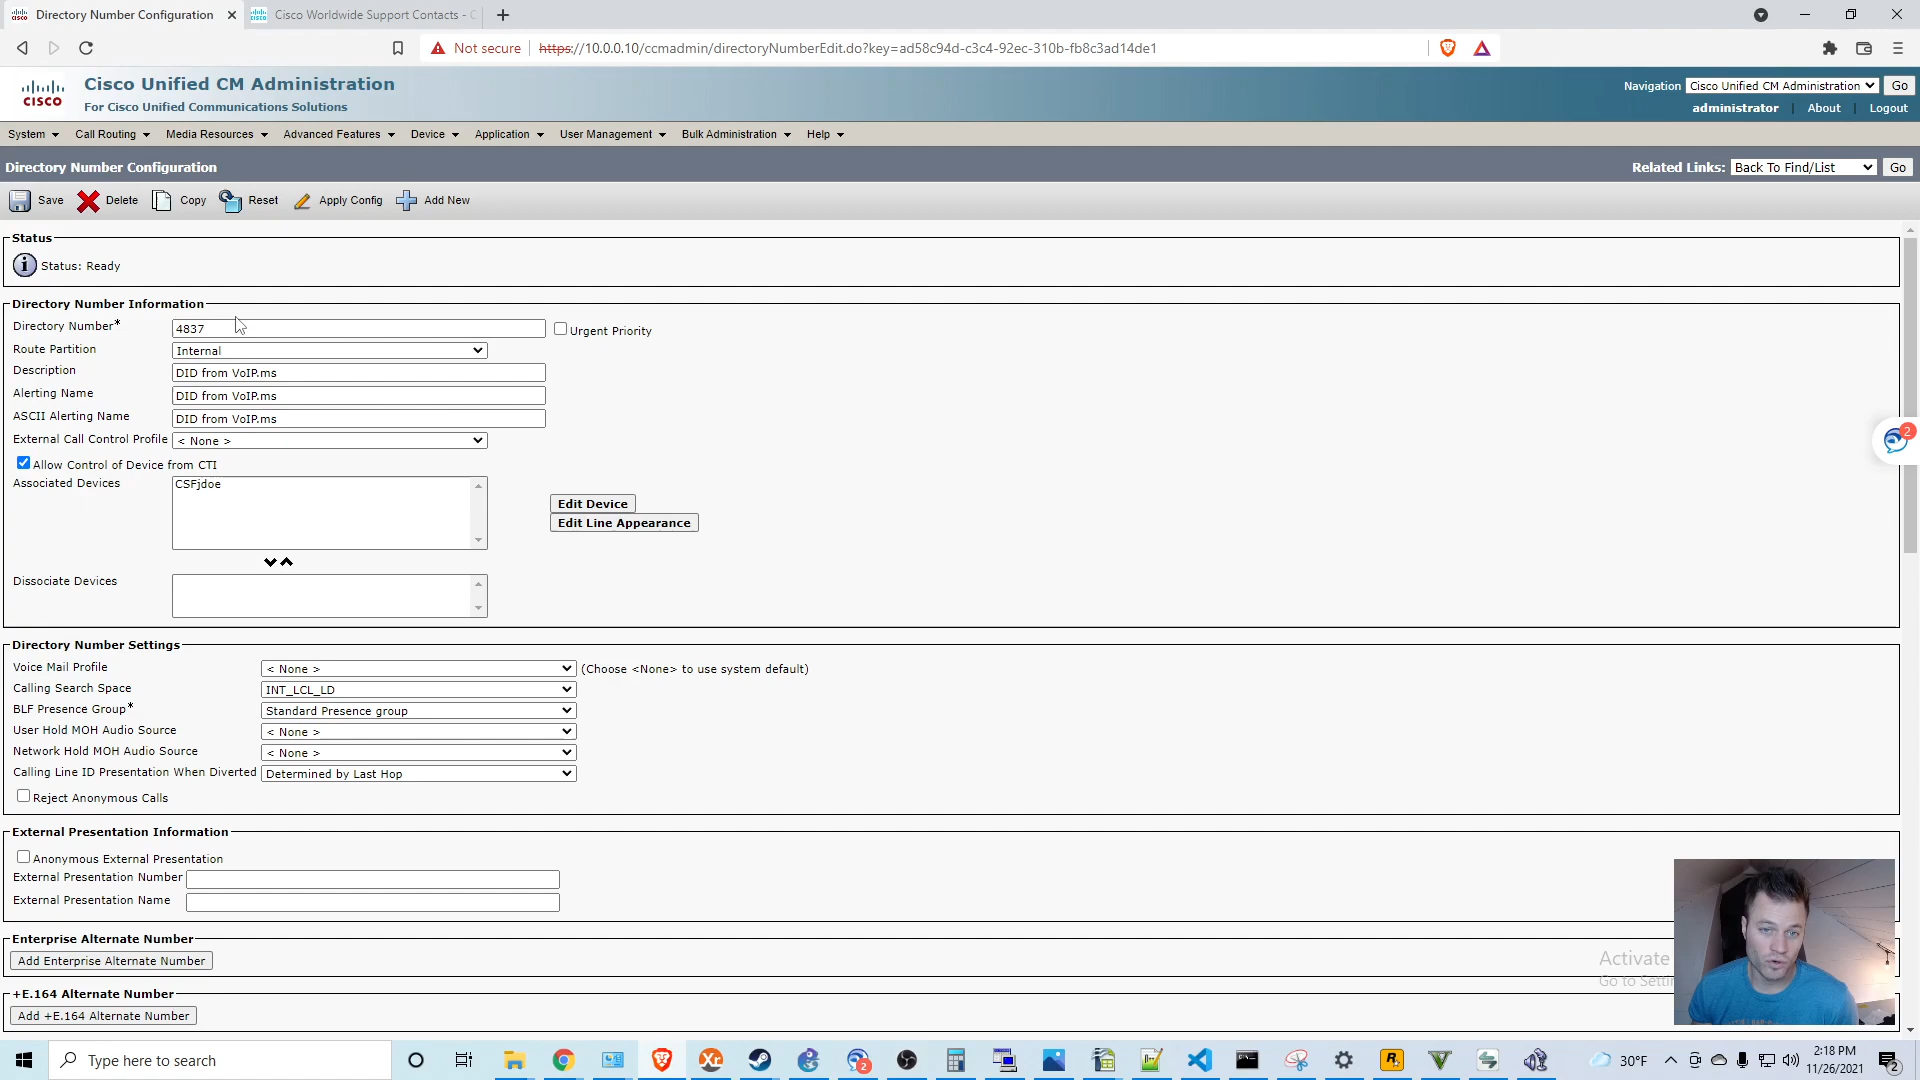 Directory Number Configuration
Cisco Worldwide Support Contacts -
Not secure https://10.0.0.10/ccmadmin/directoryNumberEdit.do?key=ad58c94d-c3c4-92ec-310b-fb8c3ad14de1
CISCO
Cisco Unified CM Administration
For Cisco Unified Communications Solutions
Navigation Cisco Unified CM Administration Go
administrator About Logout
System Call Routing Media Resources Advanced Features Device Application User Management Bulk Administration Help
Directory Number Configuration
Related Links: Back To Find/List Go
Save Delete Copy Reset Apply Config Add New
Status
Status: Ready
Directory Number Information
Directory Number* 4837 Urgent Priority
Route Partition Internal
Description DID from VoIP.ms
Alerting Name DID from VoIP.ms
ASCII Alerting Name DID from VoIP.ms
External Call Control Profile < None >
Allow Control of Device from CTI
Associated Devices CSFjdoe
Edit Device
Edit Line Appearance
Dissociate Devices
Directory Number Settings
Voice Mail Profile < None > (Choose <None> to use system default)
Calling Search Space INT_LCL_LD
BLF Presence Group* Standard Presence group
User Hold MOH Audio Source < None >
Network Hold MOH Audio Source < None >
Calling Line ID Presentation When Diverted Determined by Last Hop
Reject Anonymous Calls
External Presentation Information
Anonymous External Presentation
External Presentation Number
External Presentation Name
Enterprise Alternate Number
Add Enterprise Alternate Number
+E.164 Alternate Number
Add +E.164 Alternate Number
2
Activate
Go to
Type here to search
2
30°F
2:18 PM
11/26/2021
2